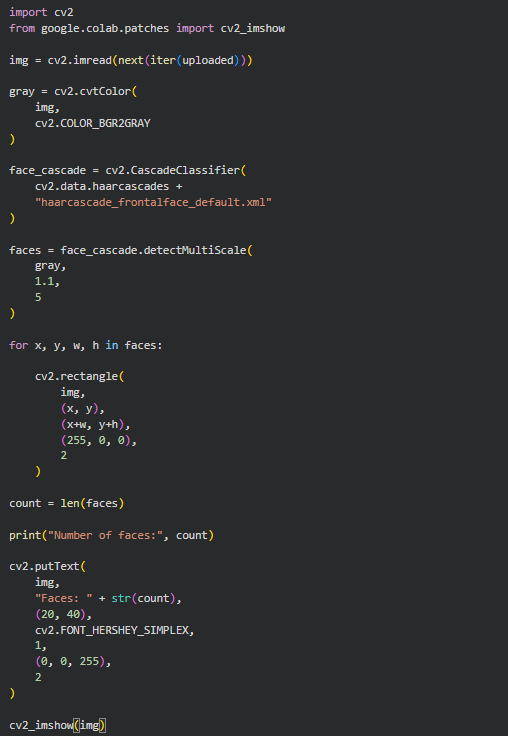 import cv2
from google.colab.patches import cv2_imshow

img = cv2.imread(next(iter(uploaded)))

gray = cv2.cvtColor(
    img,
    cv2.COLOR_BGR2GRAY
)

face_cascade = cv2.CascadeClassifier(
    cv2.data.haarcascades +
    "haarcascade_frontalface_default.xml"
)

faces = face_cascade.detectMultiScale(
    gray,
    1.1,
    5
)

for x, y, w, h in faces:

    cv2.rectangle(
        img,
        (x, y),
        (x+w, y+h),
        (255, 0, 0),
        2
    )

count = len(faces)

print("Number of faces:", count)

cv2.putText(
    img,
    "Faces: " + str(count),
    (20, 40),
    cv2.FONT_HERSHEY_SIMPLEX,
    1,
    (0, 0, 255),
    2
)

cv2_imshow(img)